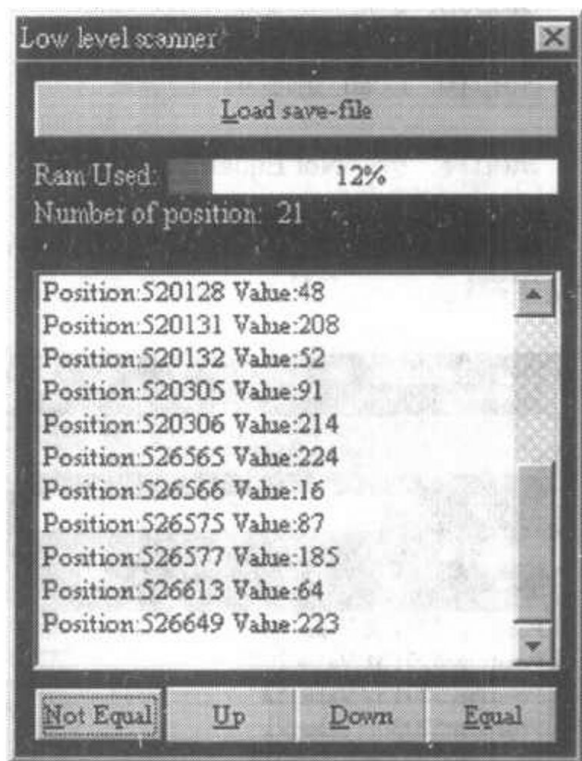 Low level scanner
Load save-file
Ram Used: 12%
Number of position: 21
Position:520128 Value:48
Position:520131 Value:208
Position:520132 Value:52
Position:520305 Value:91
Position:520306 Value:214
Position:526565 Value:224
Position:526566 Value:16
Position:526575 Value:87
Position:526577 Value:185
Position:526613 Value:64
Position:526649 Value:223
Not Equal Up Down Equal